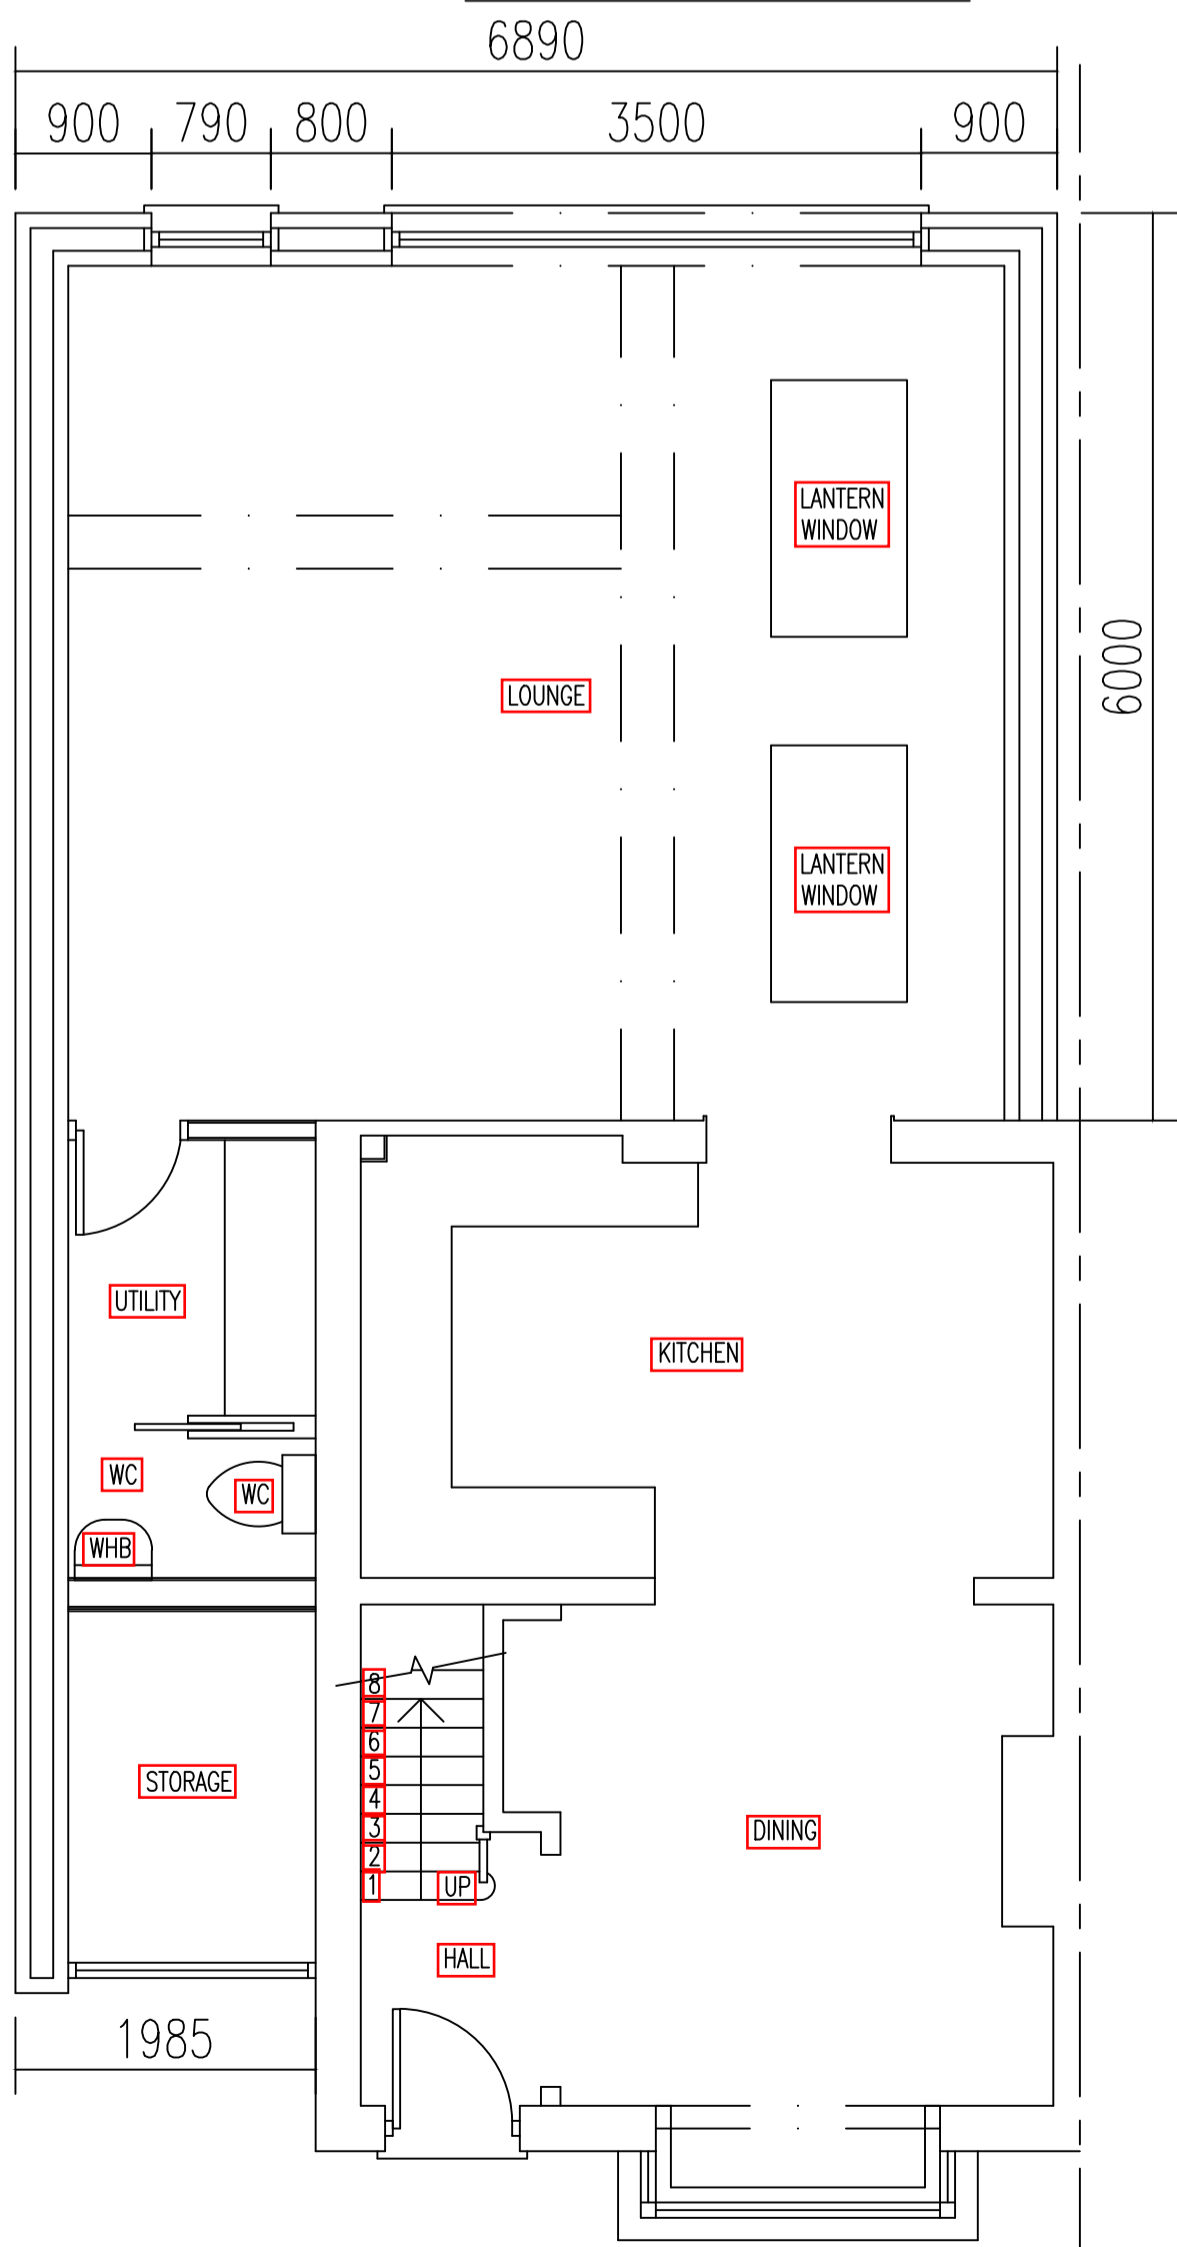 6890
900 790 800 3500 900
LANTERN
WINDOW
6000
LOUNGE
LANTERN
WINDOW
UTILITY
KITCHEN
WC
WC
WHB
8
7
6
5
STORAGE
4
3
DINING
2
1 UP
HALL
1985